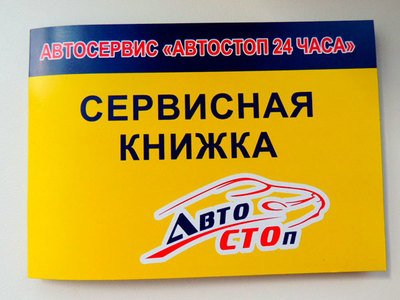 АВТОСЕРВИС «АВТОСТОП 24 ЧАСА»
СЕРВИСНАЯ
КНИЖКА
АВТО
СТОп